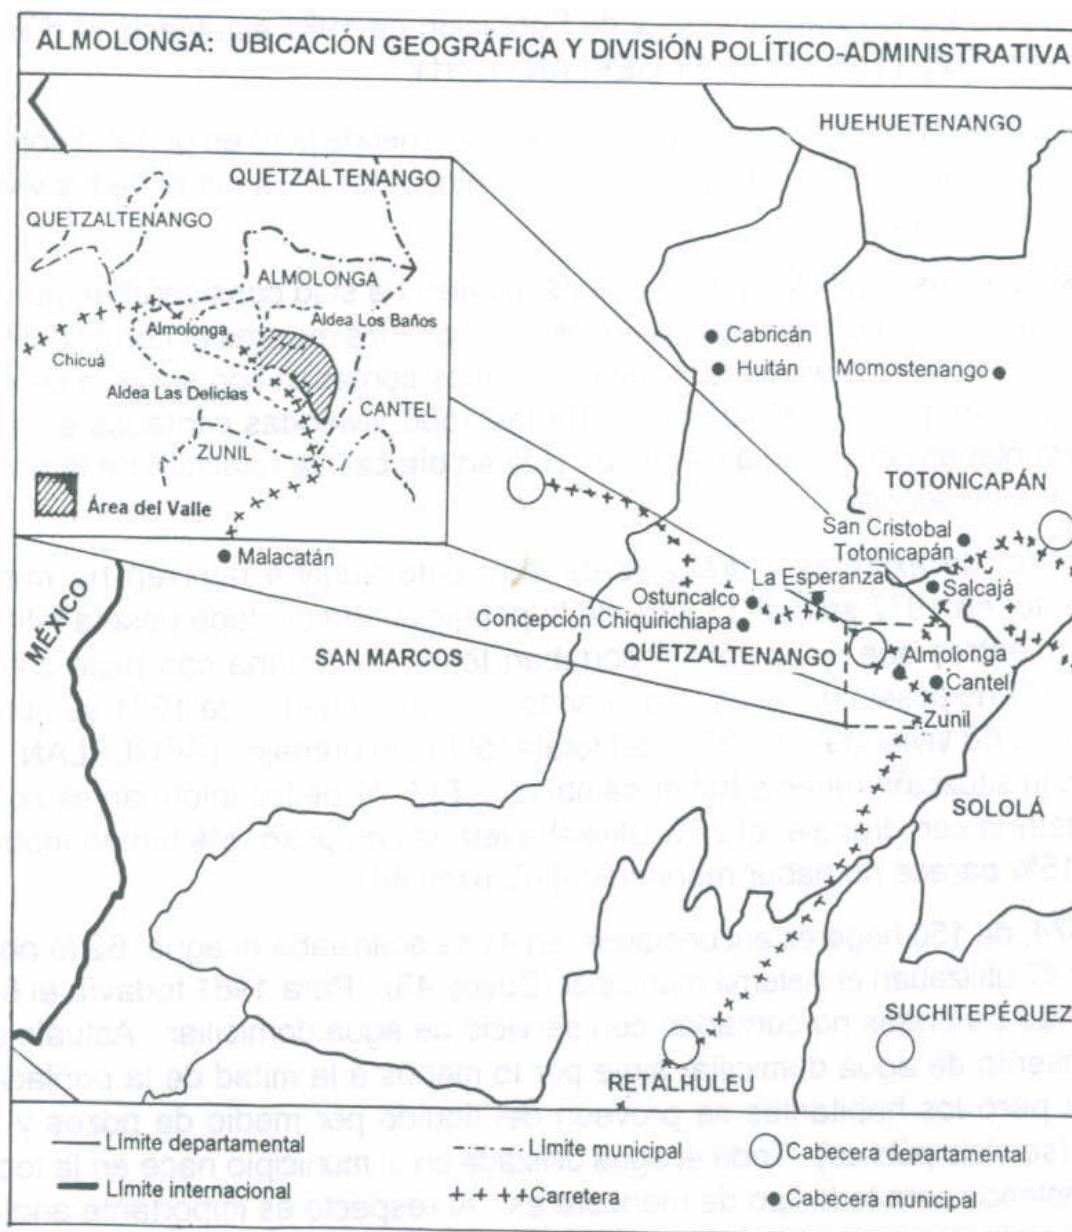 ALMOLONGA: UBICACIÓN GEOGRÁFICA Y DIVISIÓN POLÍTICO-ADMINISTRATIVA
HUEHUETENANGO
QUETZALTENANGO
QUETZALTENANGO
ALMOLONGA
Almolonga
Aldea Los Baños
Chicuá
Aldea Las Delicias
CANTEL
ZUNIL
Área del Valle
Cabricán
Huitán
Momostenango
TOTONICAPÁN
San Cristobal
Totonicapán
Malacatán
La Esperanza
Salcajá
Ostuncalco
Concepción Chiquirichiapa
MÉXICO
SAN MARCOS
QUETZALTENANGO
Almolonga
Cantel
Zunil
SOLOLÁ
SUCHITEPÉQUEZ
RETALHULEU
Límite departamental
Límite municipal
Cabecera departamental
Límite internacional
Carretera
Cabecera municipal